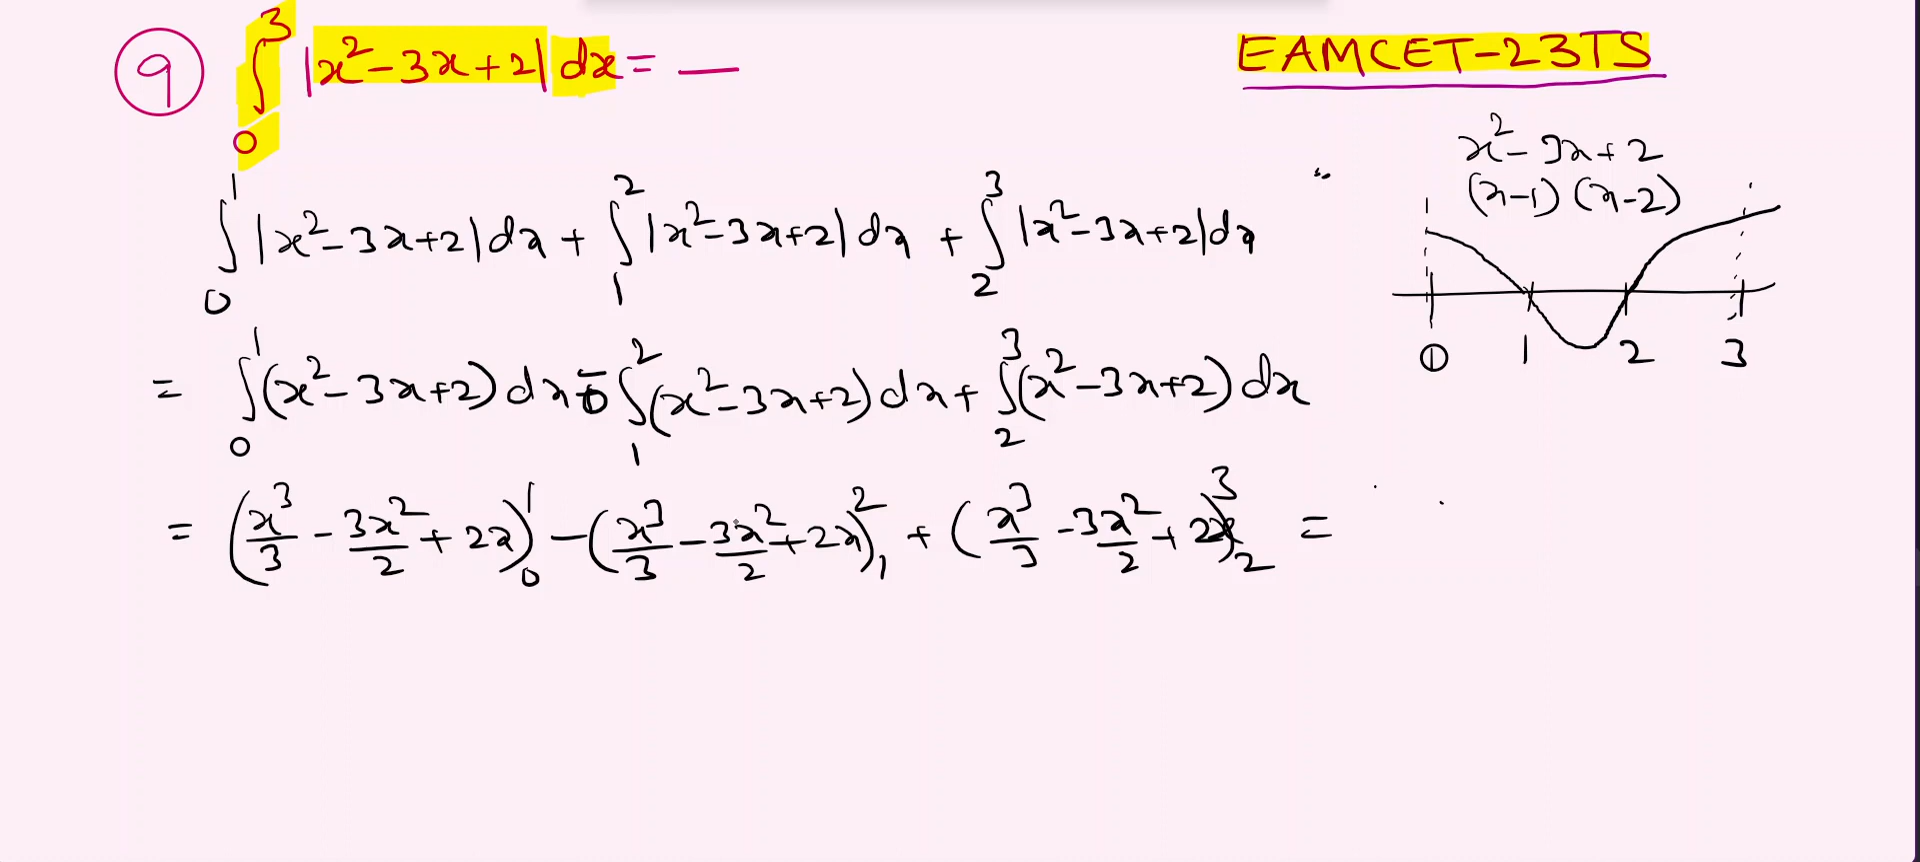 9 ∫₀³ |x²-3x+2| dx = __
EAMCET-23TS
x²-3x+2
(x-1) (x-2)
∫₀¹ |x²-3x+2| dx + ∫₁² |x²-3x+2| dx + ∫₂³ |x²-3x+2| dx
0 1 2 3
= ∫₀¹ (x²-3x+2) dx - ∫₁² (x²-3x+2) dx + ∫₂³ (x²-3x+2) dx
= (x³/3 - 3x²/2 + 2x)₀¹ - (x³/3 - 3x²/2 + 2x)₁² + (x³/3 - 3x²/2 + 2x)₂³ =